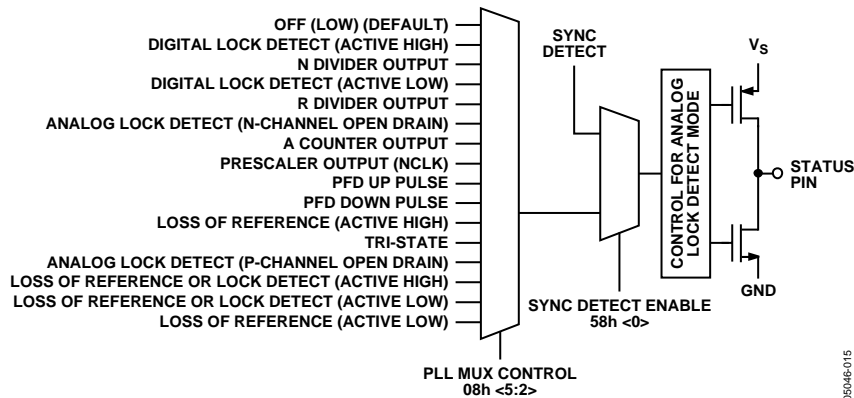 OFF (LOW) (DEFAULT)
DIGITAL LOCK DETECT (ACTIVE HIGH)
N DIVIDER OUTPUT
DIGITAL LOCK DETECT (ACTIVE LOW)
R DIVIDER OUTPUT
ANALOG LOCK DETECT (N-CHANNEL OPEN DRAIN)
A COUNTER OUTPUT
PRESCALER OUTPUT (NCLK)
PFD UP PULSE
PFD DOWN PULSE
LOSS OF REFERENCE (ACTIVE HIGH)
TRI-STATE
ANALOG LOCK DETECT (P-CHANNEL OPEN DRAIN)
LOSS OF REFERENCE OR LOCK DETECT (ACTIVE HIGH)
LOSS OF REFERENCE OR LOCK DETECT (ACTIVE LOW)
LOSS OF REFERENCE (ACTIVE LOW)
PLL MUX CONTROL
08h <5:2>
SYNC
DETECT
SYNC DETECT ENABLE
58h <0>
CONTROL FOR ANALOG
LOCK DETECT MODE
VS
STATUS
PIN
GND
05046-015